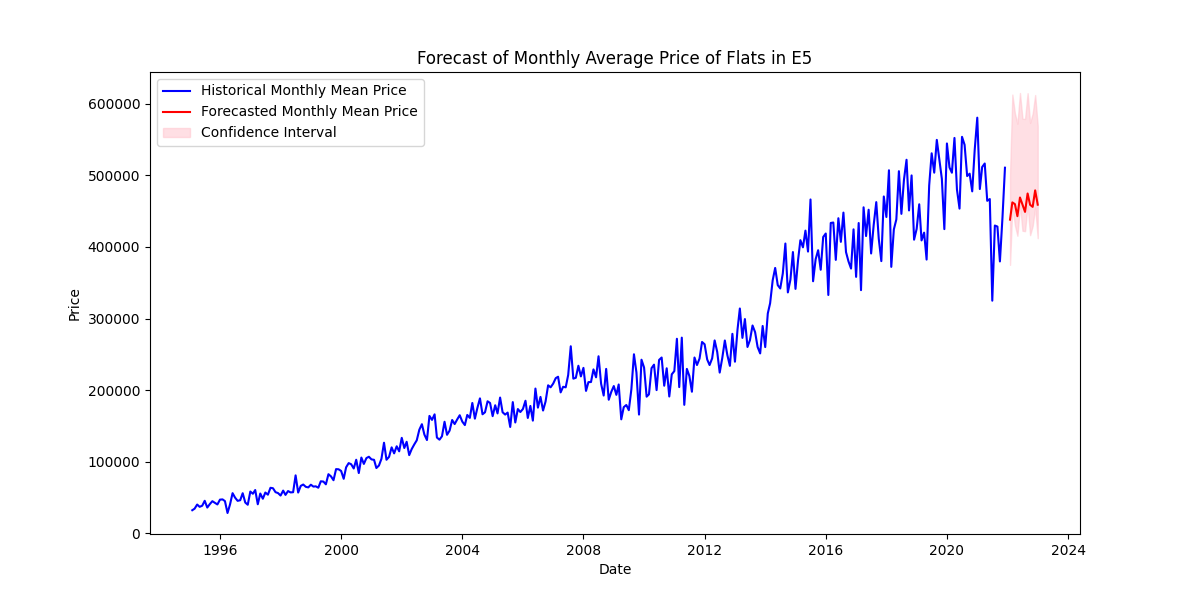 Forecast of Monthly Average Price of Flats in E5
Historical Monthly Mean Price
Forecasted Monthly Mean Price
Confidence Interval
Price
600000
500000
400000
300000
200000
100000
0
1996 2000 2004 2008 2012 2016 2020 2024
Date